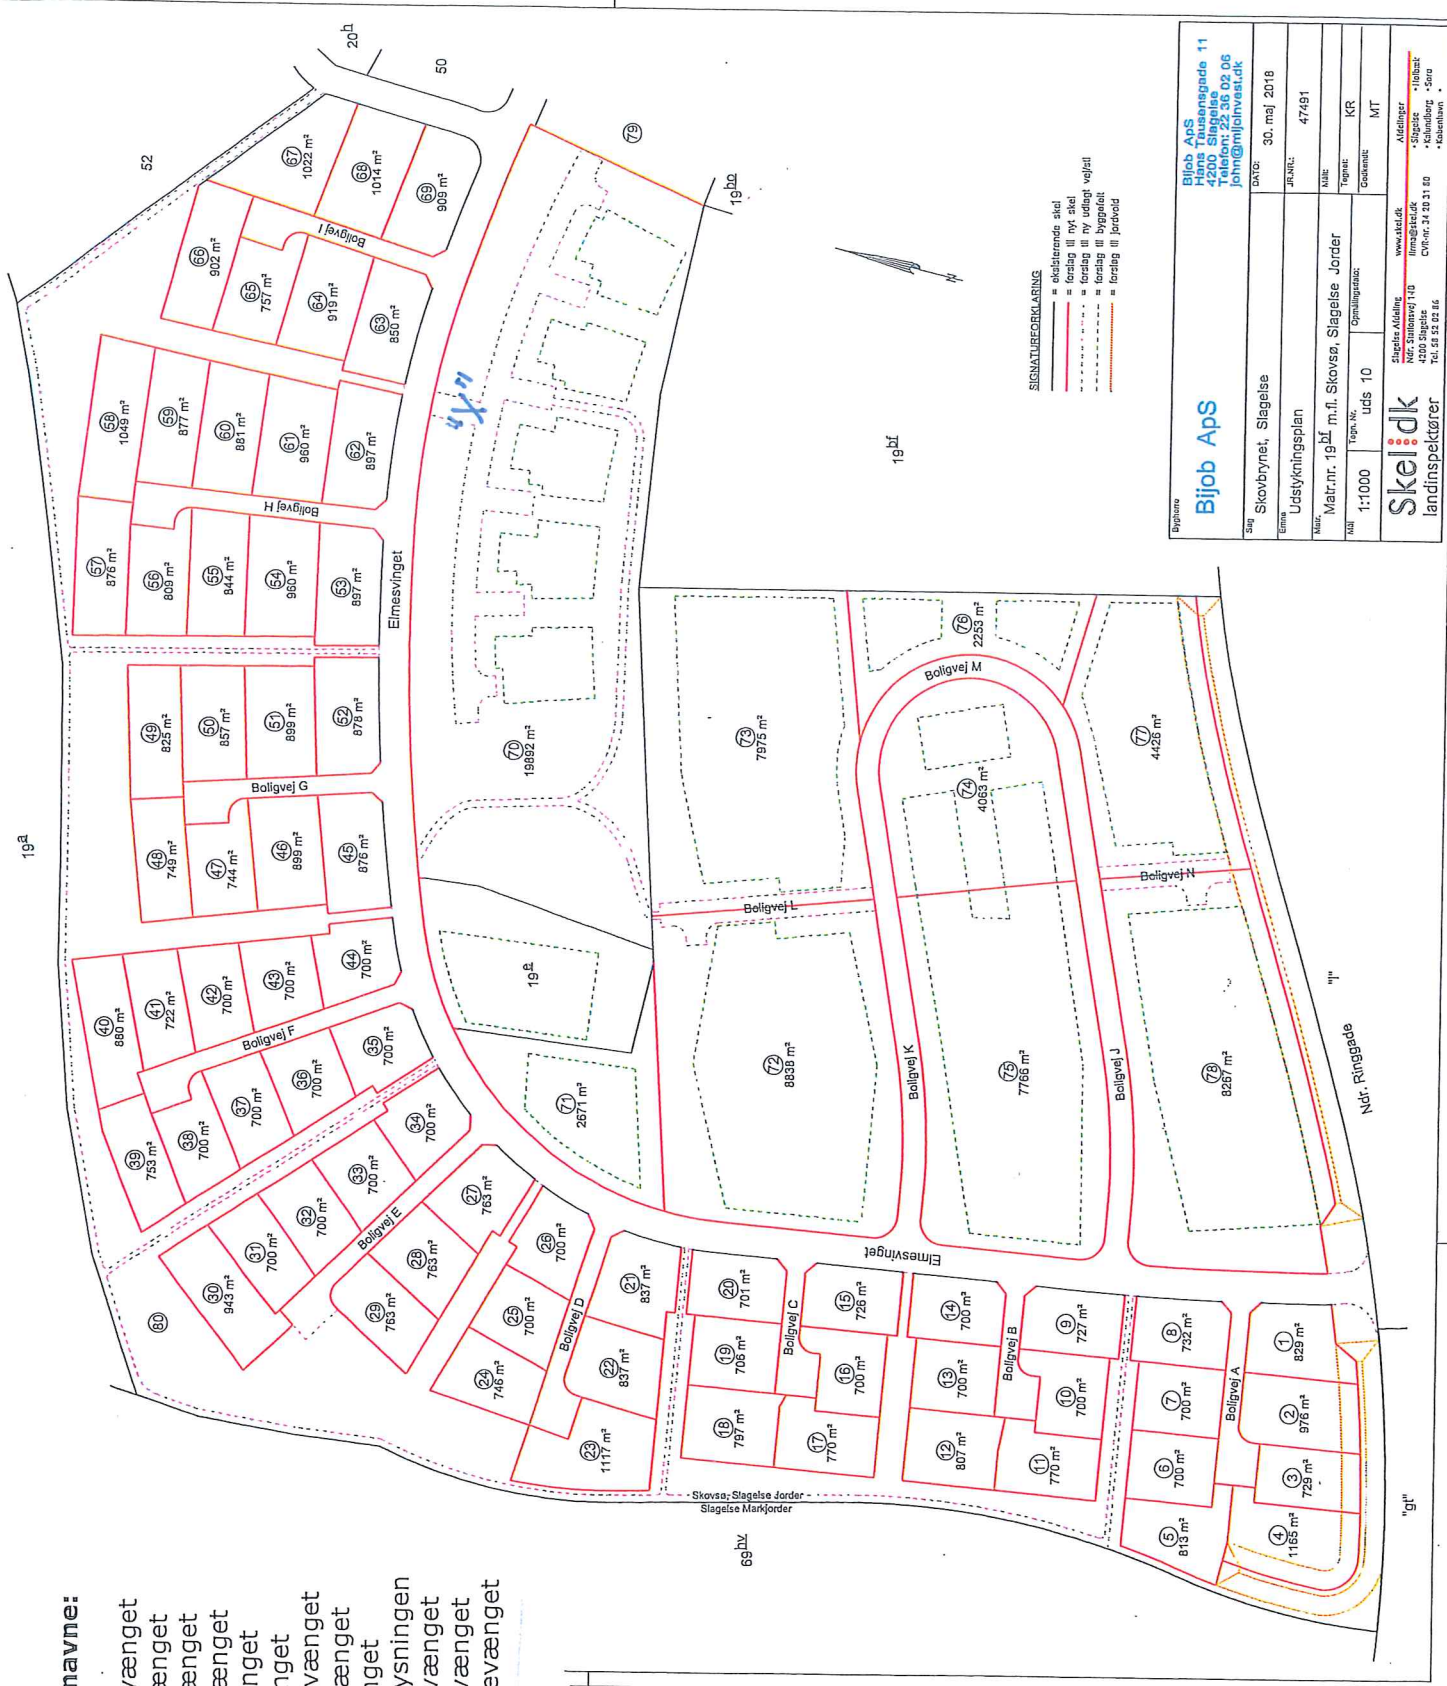 navne:
vænget
ænget
ænget
ænget
nget
nget
vænget
ænget
nget
ysningen
vænget
vænget
evænget
20h
50
52
79
19bo
19a
19bf
19e
69hv
80
67
1022 m²
68
1014 m²
69
909 m²
Boligvej I
66
902 m²
65
757 m²
64
919 m²
63
850 m²
58
1049 m²
59
877 m²
60
881 m²
61
960 m²
62
897 m²
Boligvej H
57
876 m²
56
809 m²
55
844 m²
54
960 m²
53
897 m²
Elmesvinget
"X"
49
825 m²
50
857 m²
51
899 m²
52
878 m²
Boligvej G
48
749 m²
47
744 m²
46
899 m²
45
876 m²
70
19892 m²
40
880 m²
41
722 m²
42
700 m²
43
700 m²
44
700 m²
Boligvej F
39
753 m²
38
700 m²
37
700 m²
36
700 m²
35
700 m²
34
700 m²
33
700 m²
32
700 m²
31
700 m²
30
943 m²
Boligvej E
27
763 m²
28
763 m²
29
763 m²
26
700 m²
25
700 m²
24
746 m²
Boligvej D
21
837 m²
22
837 m²
23
1117 m²
20
701 m²
19
706 m²
18
797 m²
Boligvej C
15
726 m²
16
700 m²
17
770 m²
14
700 m²
13
700 m²
12
807 m²
Boligvej B
9
727 m²
10
700 m²
11
770 m²
8
732 m²
7
700 m²
6
700 m²
5
813 m²
Boligvej A
1
829 m²
2
976 m²
3
729 m²
4
1165 m²
Elmesvinget
71
2671 m²
72
8838 m²
73
7975 m²
74
4063 m²
75
7766 m²
76
2253 m²
77
4426 m²
78
8267 m²
Boligvej J
Boligvej K
Boligvej L
Boligvej M
Boligvej N
Skovsø, Slagelse Jorder
Slagelse Markjorder
Ndr. Ringgade
"l"
"gt"
N
SIGNATURFORKLARING
= eksisterende skel
= forslag til nyt skel
= forslag til ny udlagt vej/sti
= forslag til byggefelt
= forslag til jordvold
Bygherre
Bijob ApS
Bijob ApS
Hans Tausensgade 11
4200 Slagelse
Telefon: 22 36 02 06
john@mijlohnvest.dk
Sag
Skovbrynet, Slagelse
DATO:
30. maj 2018
Emne
Udstykningsplan
JR.NR.:
47491
Matr.
Matr.nr. 19bf m.fl. Skovsø, Slagelse Jorder
Målt:
Mål
1:1000
Tegn. Nr.
uds 10
Opmålingsdato:
Tegnet:
KR
Godkendt:
MT
Skel:dk
landinspektører
Slagelse Afdeling
Ndr. Stationsvej 14D
4200 Slagelse
Tel. 58 52 02 86
www.skel.dk
firma@skel.dk
CVR-nr. 34 20 31 80
Afdelinger
• Slagelse • Holbæk
• Kalundborg • Sorø
• København •